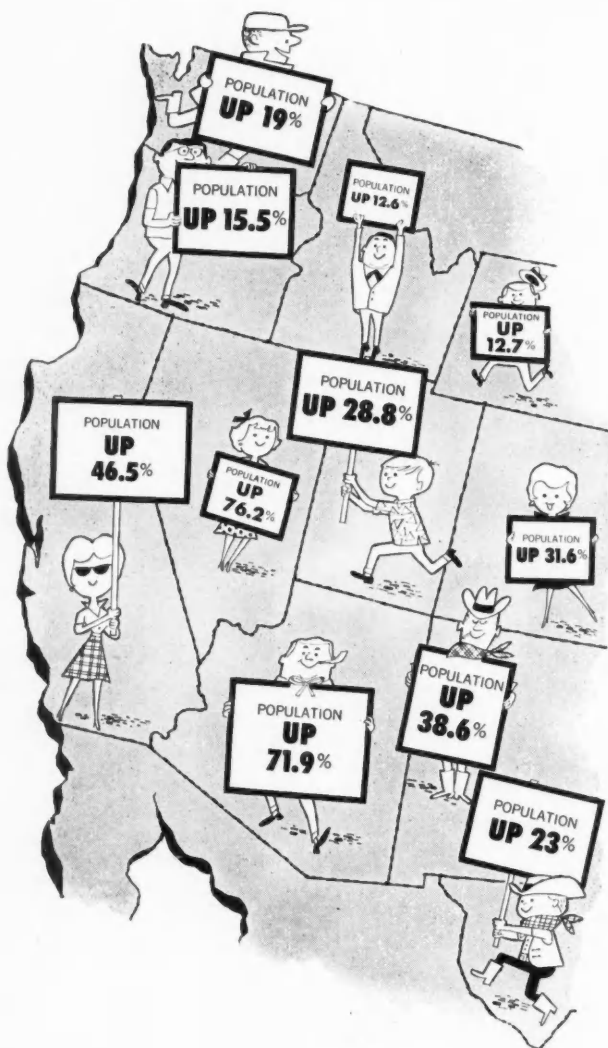 POPULATION
UP 19%
POPULATION
UP 15.5%
POPULATION
UP 12.6%
POPULATION
UP
12.7%
POPULATION
UP 28.8%
POPULATION
UP
46.5%
POPULATION
UP
76.2%
POPULATION
UP 31.6%
POPULATION
UP
38.6%
POPULATION
UP
71.9%
POPULATION
UP 23%